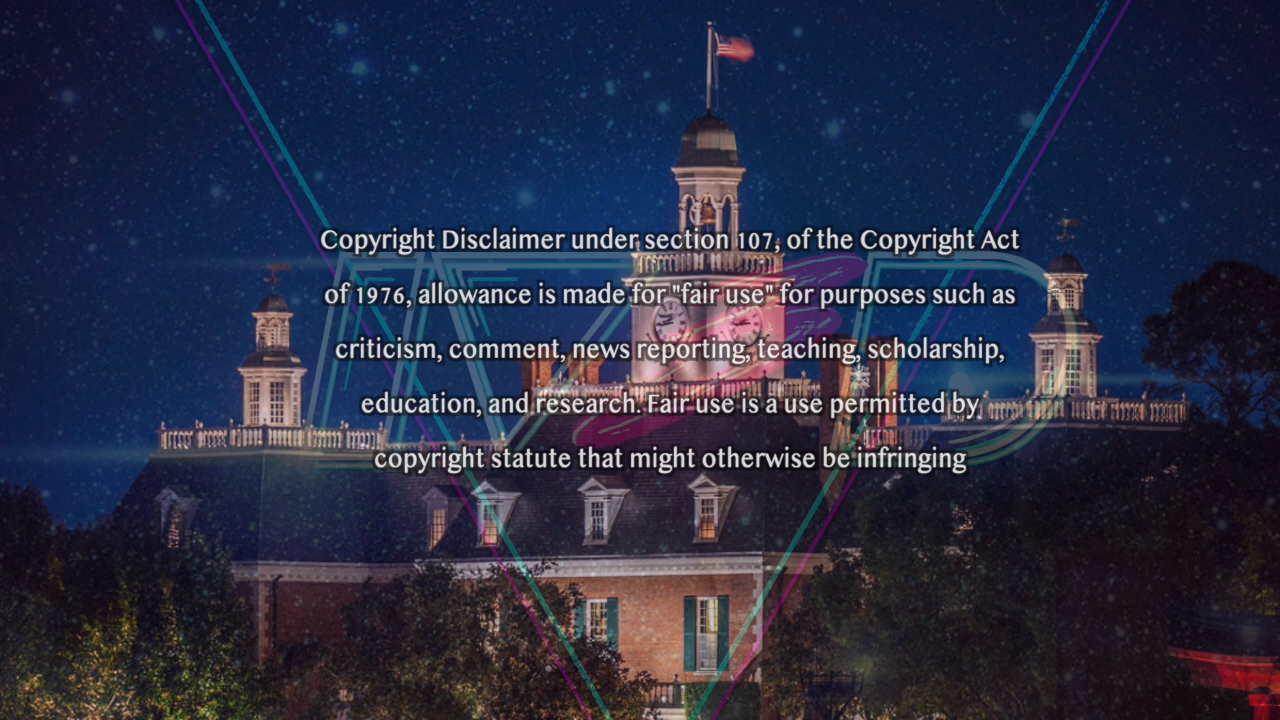 Copyright Disclaimer under section 107, of the Copyright Act
of 1976, allowance is made for "fair use" for purposes such as
criticism, comment, news reporting, teaching, scholarship,
education, and research. Fair use is a use permitted by
copyright statute that might otherwise be infringing